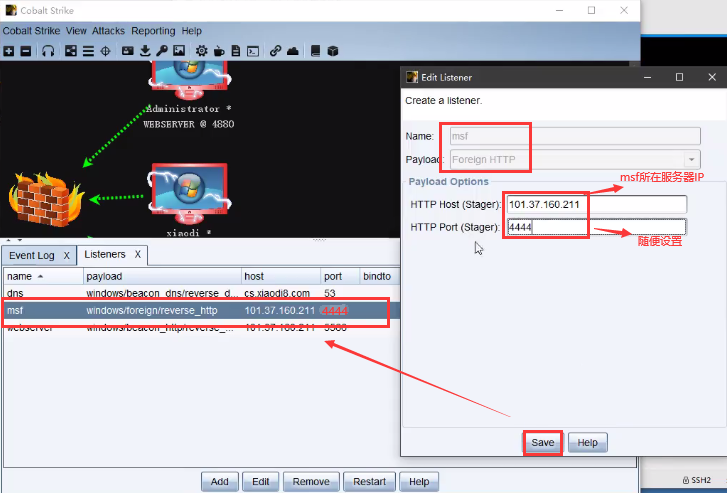 Cobalt Strike
Cobalt Strike View Attacks Reporting Help
Administrator *
WEBSERVER @ 4880
xiaodi *
Event Log X Listeners X
name payload host port bindto
dns windows/beacon_dns/reverse_d... cs.xiaodi8.com 53
msf windows/foreign/reverse_http 101.37.160.211 4444
webserver windows/beacon_http/reverse_... 101.37.160.211
Add Edit Remove Restart Help
Edit Listener
Create a listener.
Name: msf
Payload: Foreign HTTP
msf所在服务器IP
Payload Options
HTTP Host (Stager): 101.37.160.211
HTTP Port (Stager): 4444
随便设置
Save Help
SSH2